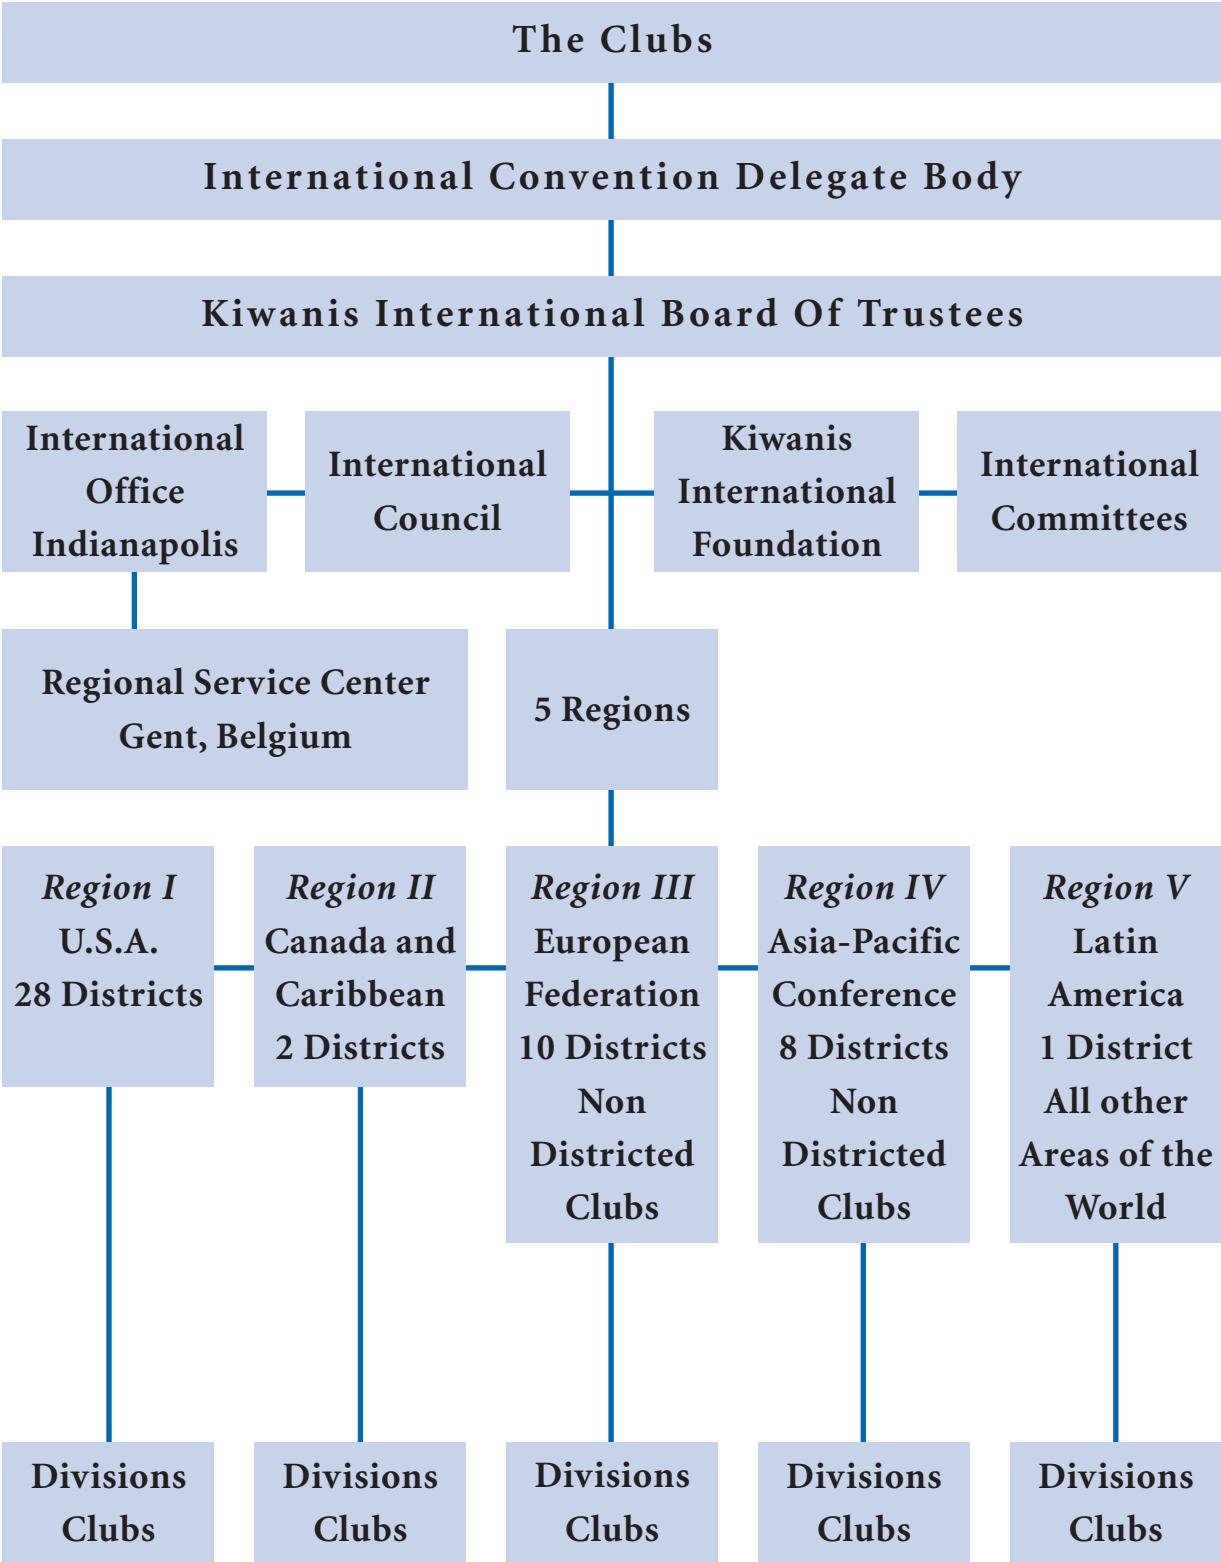 The Clubs
International Convention Delegate Body
Kiwanis International Board Of Trustees
International
Office
Indianapolis
International
Council
Kiwanis
International
Foundation
International
Committees
Regional Service Center
Gent, Belgium
5 Regions
Region I
U.S.A.
28 Districts
Region II
Canada and
Caribbean
2 Districts
Region III
European
Federation
10 Districts
Non
Districted
Clubs
Region IV
Asia-Pacific
Conference
8 Districts
Non
Districted
Clubs
Region V
Latin
America
1 District
All other
Areas of the
World
Divisions
Clubs
Divisions
Clubs
Divisions
Clubs
Divisions
Clubs
Divisions
Clubs